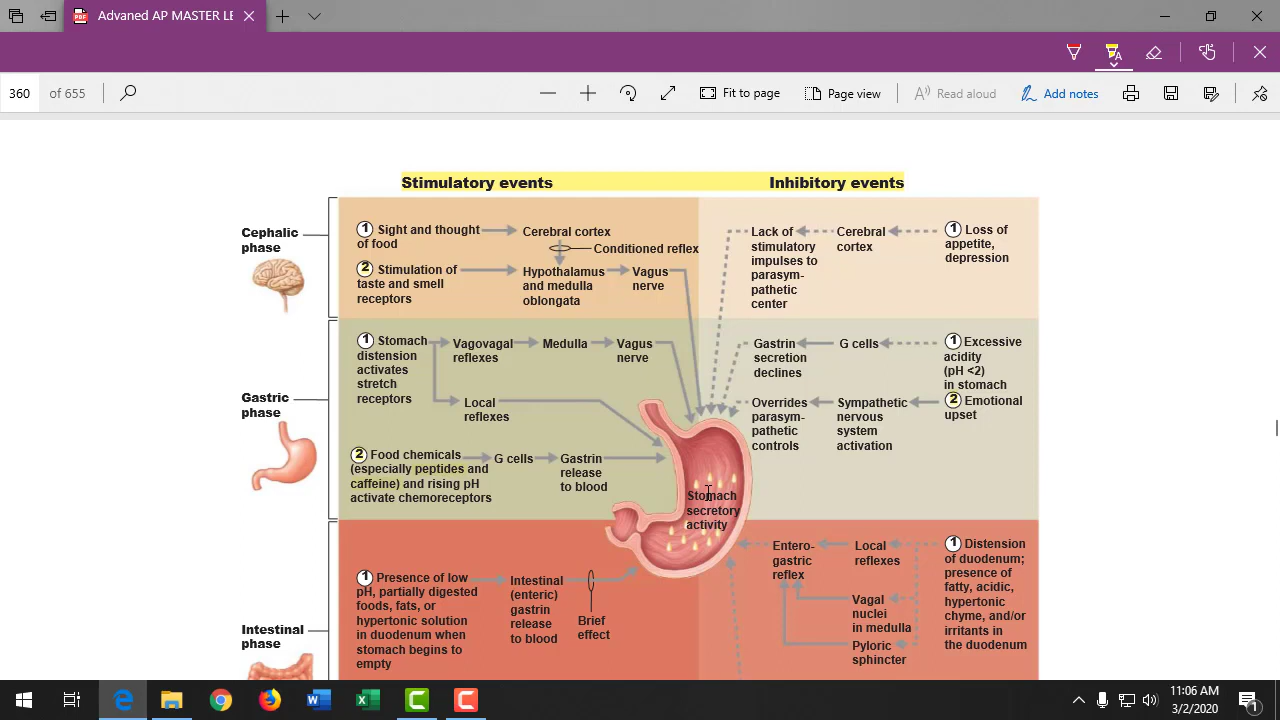 Advaned AP MASTER LE
360 of 655
Fit to page
Page view
Read aloud
Add notes
Stimulatory events
Inhibitory events
Cephalic
phase
1 Sight and thought
of food
Cerebral cortex
Conditioned reflex
2 Stimulation of
taste and smell
receptors
Hypothalamus
and medulla
oblongata
Vagus
nerve
Lack of
stimulatory
impulses to
parasym-
pathetic
center
Cerebral
cortex
1 Loss of
appetite,
depression
Gastric
phase
1 Stomach
distension
activates
stretch
receptors
Vagovagal
reflexes
Medulla
Vagus
nerve
Local
reflexes
2 Food chemicals
(especially peptides and
caffeine) and rising pH
activate chemoreceptors
G cells
Gastrin
release
to blood
Gastrin
secretion
declines
G cells
1 Excessive
acidity
(pH <2)
in stomach
Overrides
parasym-
pathetic
controls
Sympathetic
nervous
system
activation
2 Emotional
upset
Stomach
secretory
activity
Intestinal
phase
1 Presence of low
pH, partially digested
foods, fats, or
hypertonic solution
in duodenum when
stomach begins to
empty
Intestinal
(enteric)
gastrin
release
to blood
Brief
effect
Entero-
gastric
reflex
Local
reflexes
Vagal
nuclei
in medulla
Pyloric
sphincter
1 Distension
of duodenum;
presence of
fatty, acidic,
hypertonic
chyme, and/or
irritants in
the duodenum
11:06 AM
3/2/2020
1